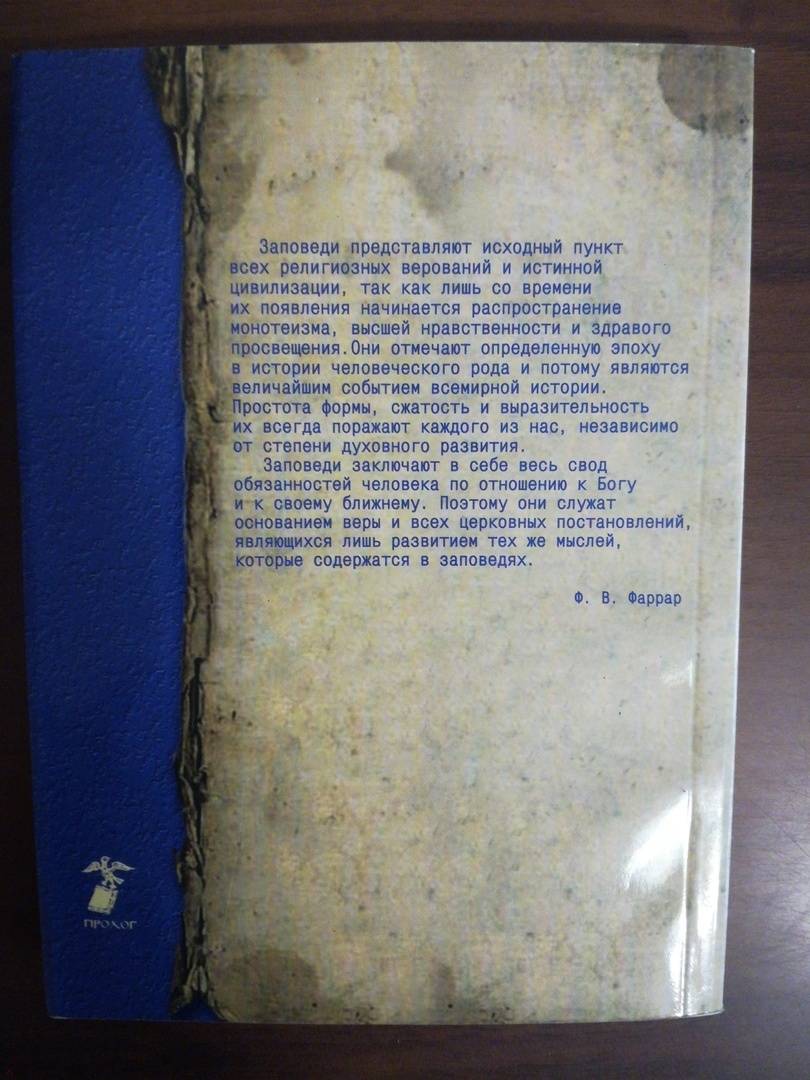 Заповеди представляют исходный пункт
всех религиозных верований и истинной
цивилизации, так как лишь со времени
их появления начинается распространение
монотеизма, высшей нравственности и здравого
просвещения.Они отмечают определенную эпоху
в истории человеческого рода и потому являются
величайшим событием всемирной истории.
Простота формы, сжатость и выразительность
их всегда поражают каждого из нас, независимо
от степени духовного развития.
Заповеди заключают в себе весь свод
обязанностей человека по отношению к Богу
и к своему ближнему. Поэтому они служат
основанием веры и всех церковных постановлений,
являющихся лишь развитием тех же мыслей,
которые содержатся в заповедях.
Ф. В. Фаррар
ПРОЛОГ